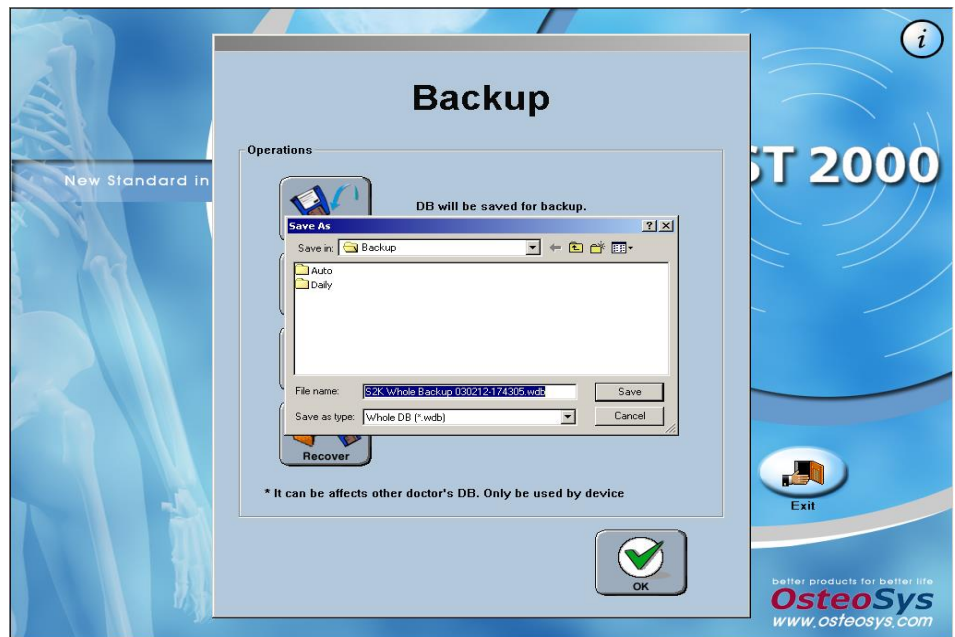 i
Backup
Operations
ST 2000
New Standard in
DB will be saved for backup.
Save As
Save in: Backup
Auto
Daily
File name: S2K Whole Backup 030212-174305.wdb Save
Save as type: Whole DB (*.wdb) Cancel
Recover
* It can be affects other doctor's DB. Only be used by device
Exit
OK
better products for better life
OsteoSys
www.osteosys.com